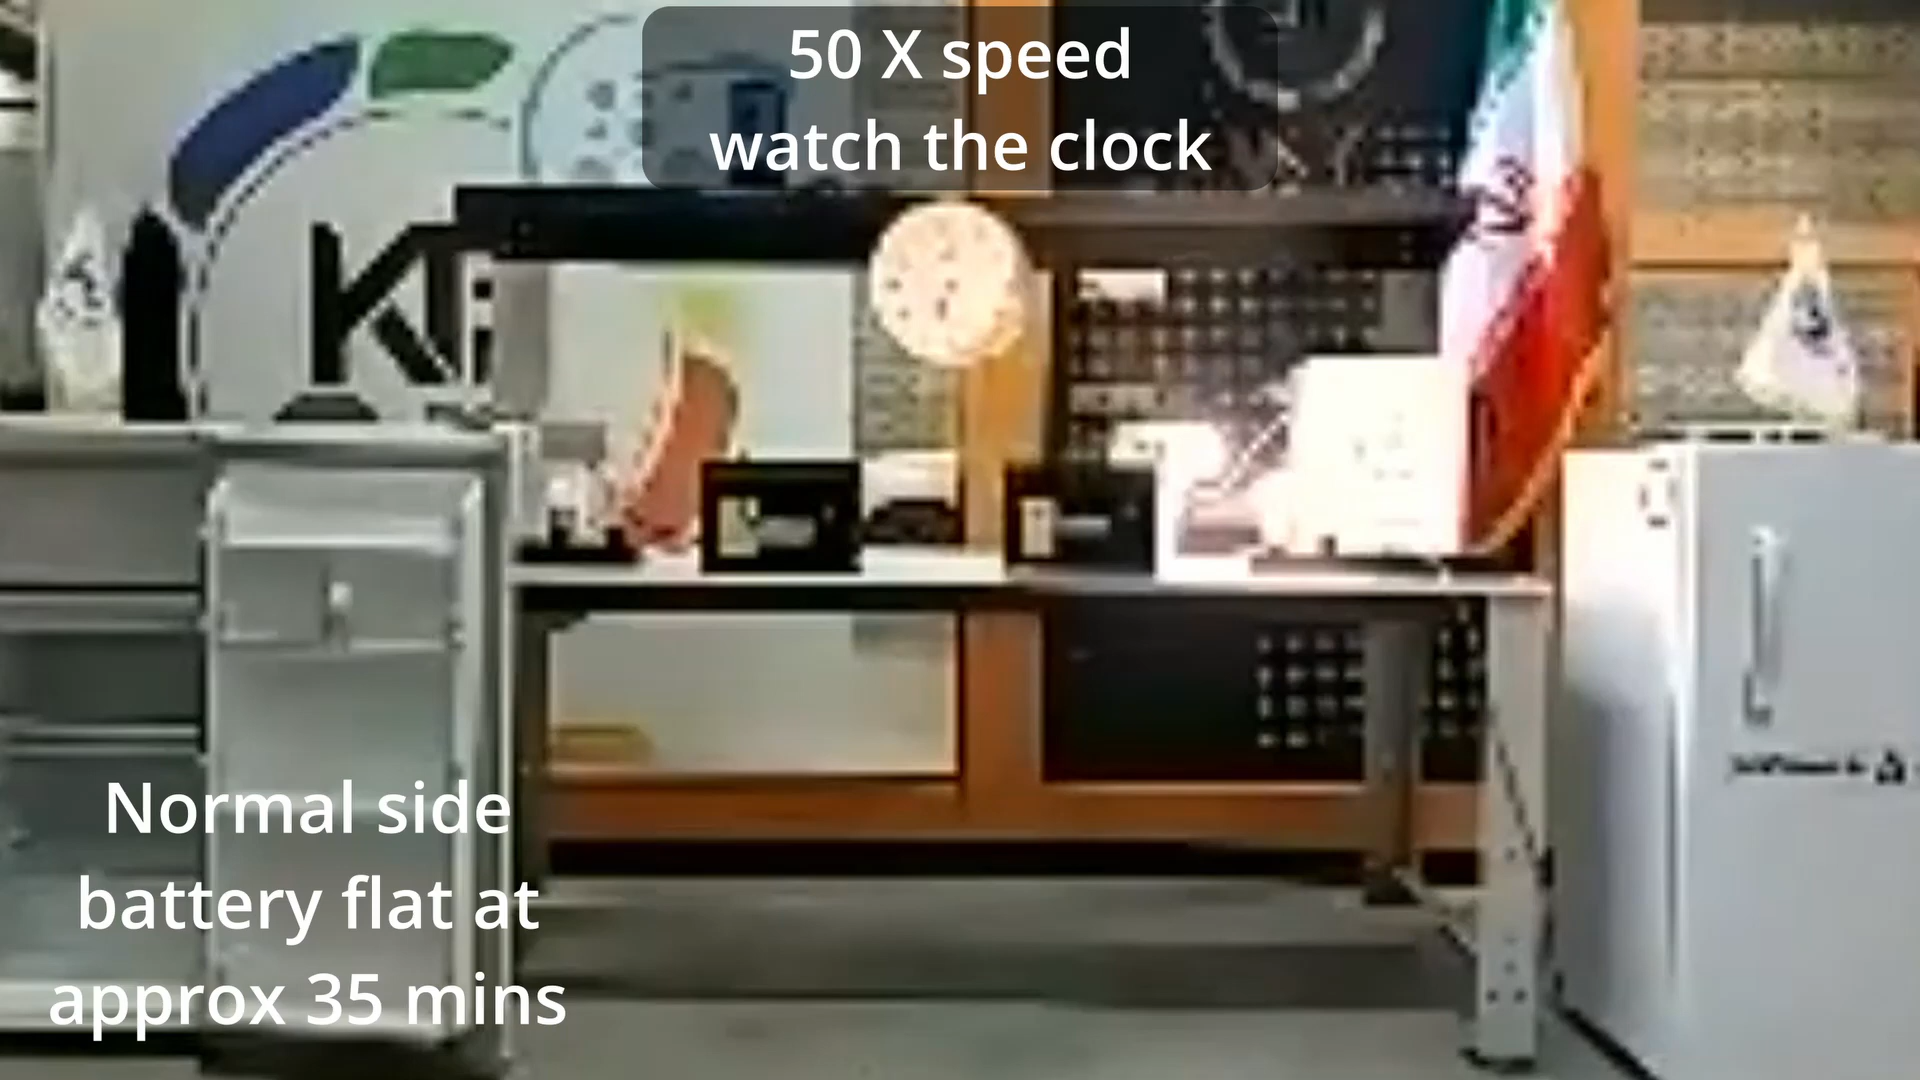 50 X speed
watch the clock
Normal side
battery flat at
approx 35 mins